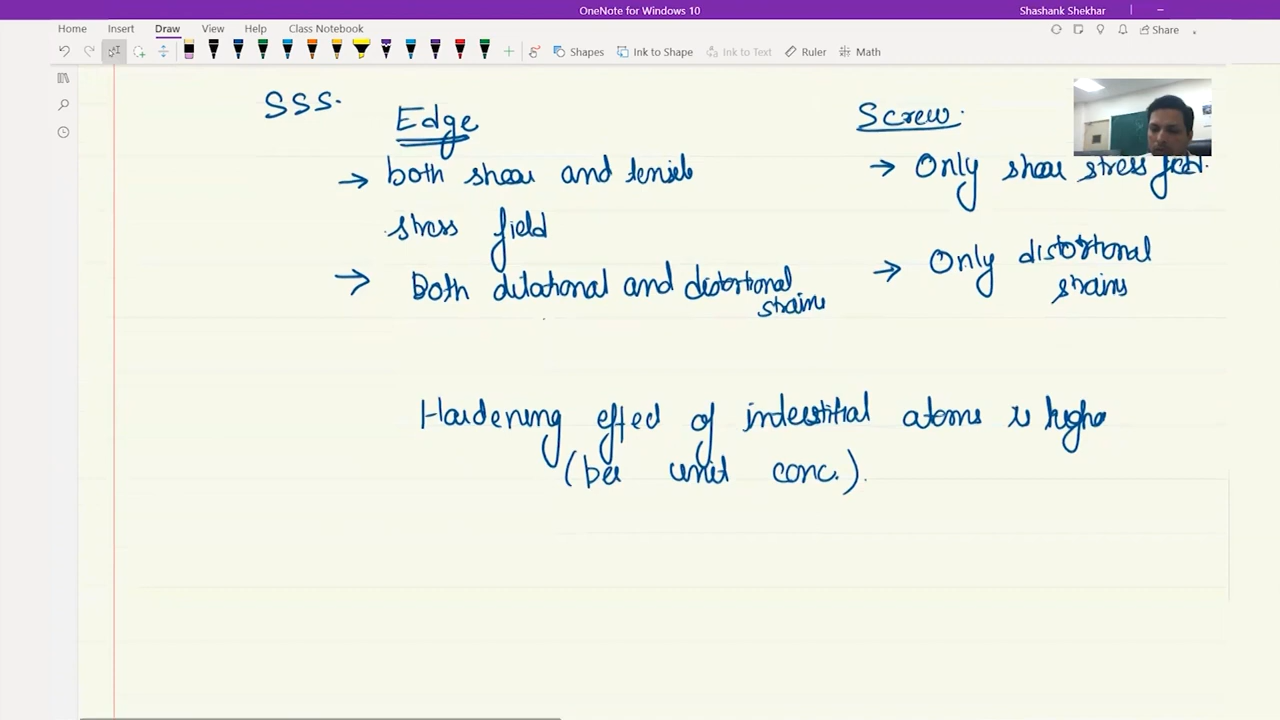 OneNote for Windows 10
Shashank Shekhar
Home Insert Draw View Help Class Notebook
Share
Shapes Ink to Shape Ink to Text Ruler Math
SSS.
Edge
Screw.
→ both shear and tensile
stress field
→ Only shear stress field.
→ Both dilational and distortional
strains
→ Only distortional
strains
Hardening effect of interstitial atoms is higher
(per unit conc.).